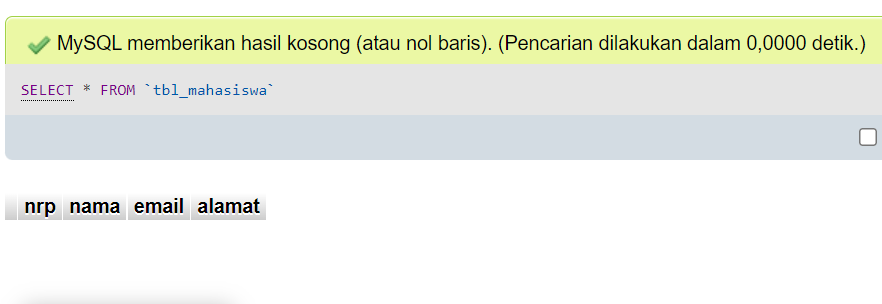 MySQL memberikan hasil kosong (atau nol baris). (Pencarian dilakukan dalam 0,0000 detik.)
SELECT * FROM `tbl_mahasiswa`
nrp nama email alamat